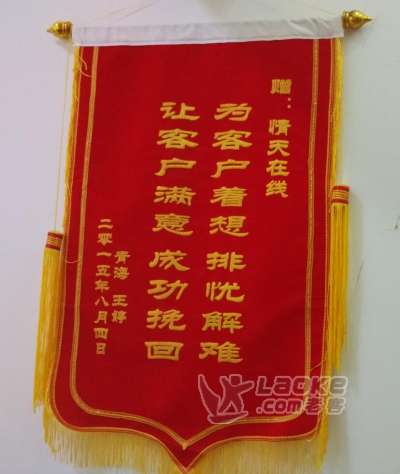 赠：情天在线
为客户着想 排忧解难
让客户满意 成功挽回
青海 王婷
二零一五年八月四日
LAOKE
.com老客